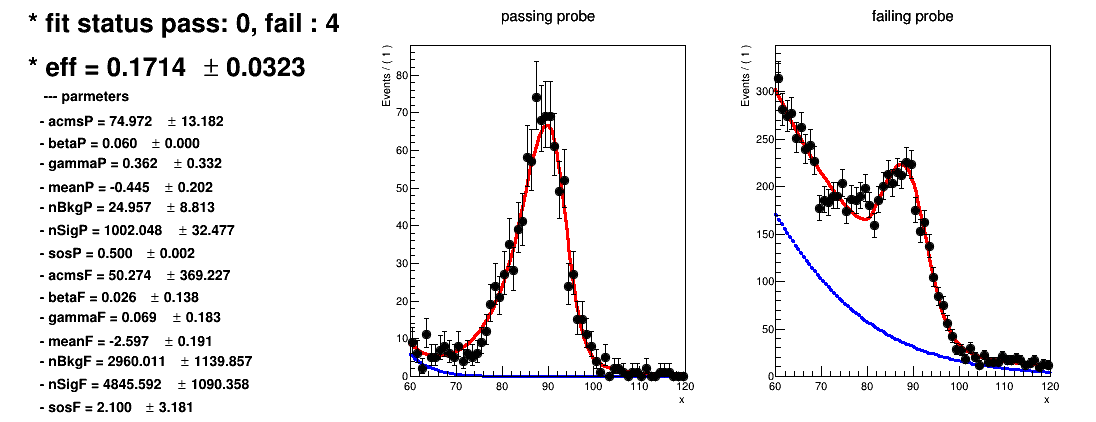 * fit status pass: 0, fail : 4
* eff = 0.1714 ± 0.0323
--- parmeters
- acmsP = 74.972 ± 13.182
- betaP = 0.060 ± 0.000
- gammaP = 0.362 ± 0.332
- meanP = -0.445 ± 0.202
- nBkgP = 24.957 ± 8.813
- nSigP = 1002.048 ± 32.477
- sosP = 0.500 ± 0.002
- acmsF = 50.274 ± 369.227
- betaF = 0.026 ± 0.138
- gammaF = 0.069 ± 0.183
- meanF = -2.597 ± 0.191
- nBkgF = 2960.011 ± 1139.857
- nSigF = 4845.592 ± 1090.358
- sosF = 2.100 ± 3.181
passing probe
Events / ( 1 )
80
70
60
50
40
30
20
10
0
60 70 80 90 100 110 120
x
failing probe
Events / ( 1 )
300
250
200
150
100
50
0
60 70 80 90 100 110 120
x